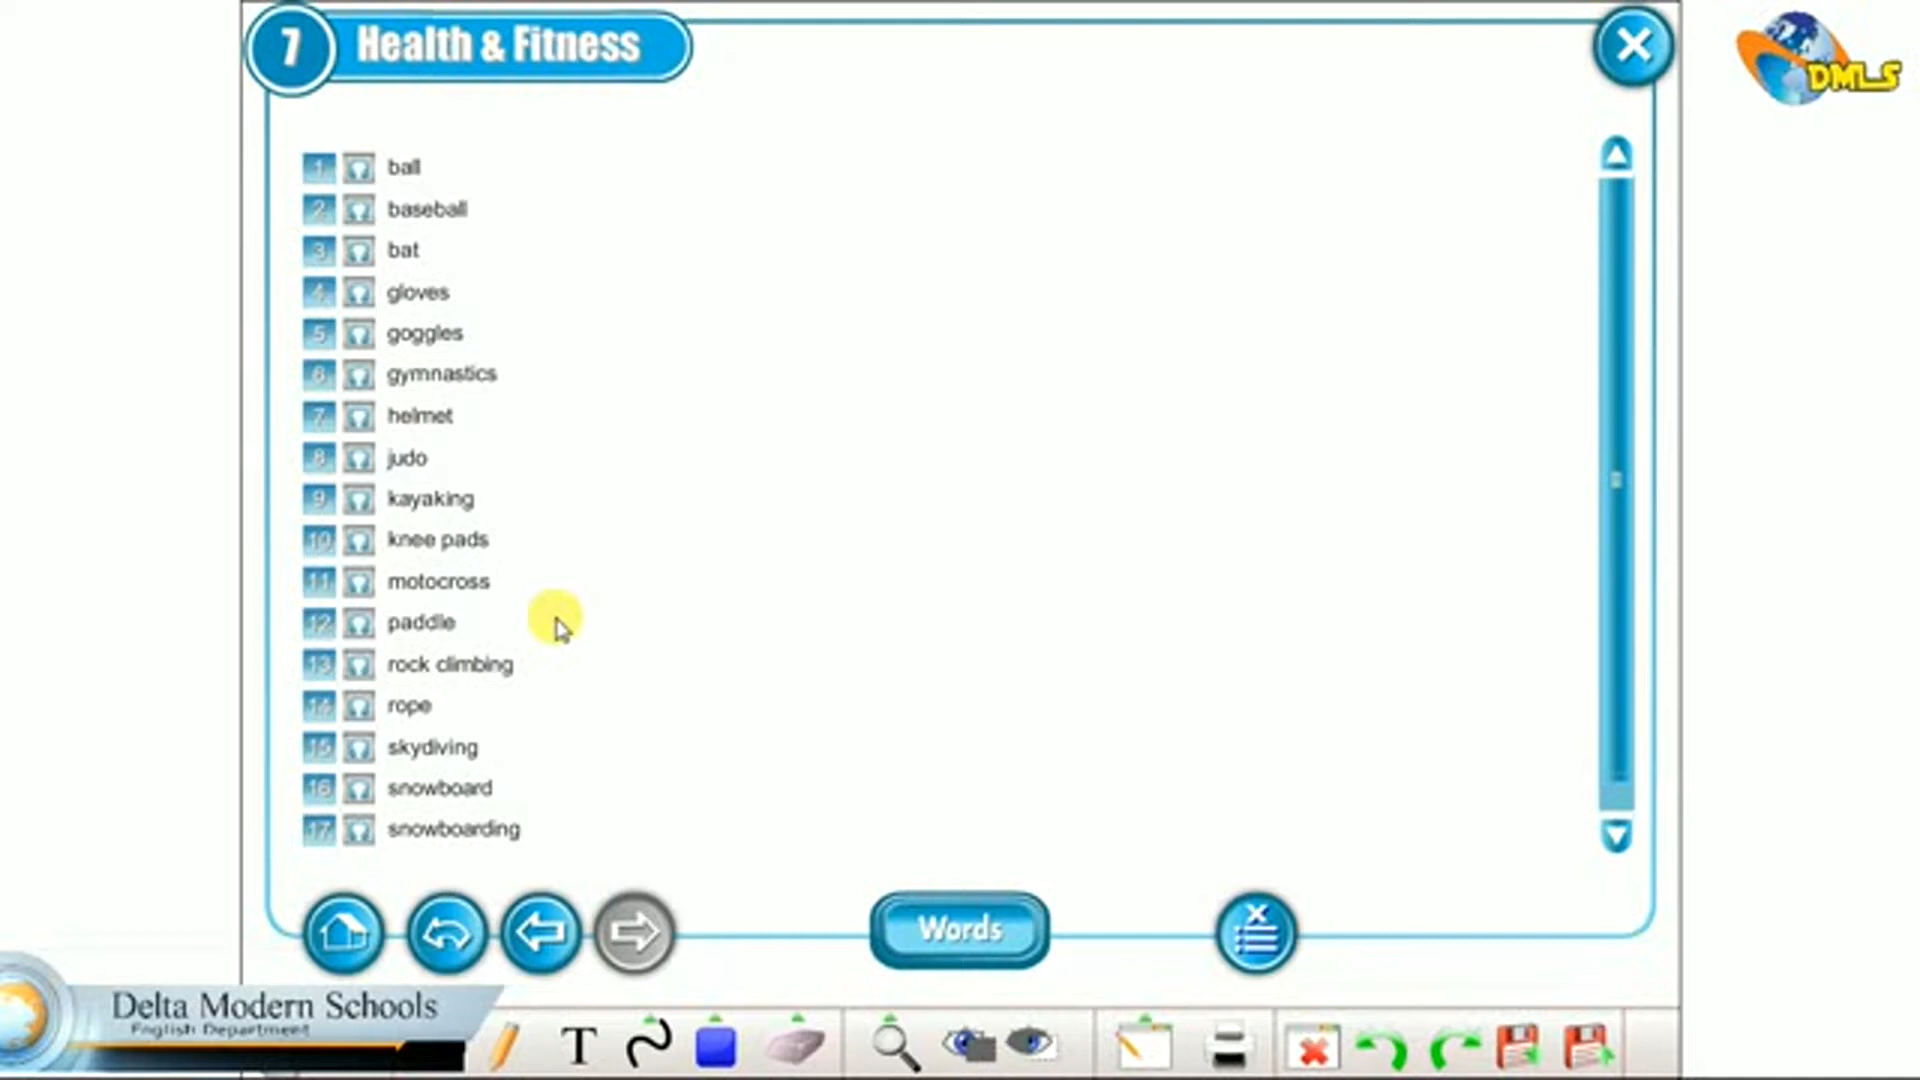 7 Health & Fitness
DMLS
1 ball
2 baseball
3 bat
4 gloves
5 goggles
6 gymnastics
7 helmet
8 judo
9 kayaking
10 knee pads
11 motocross
12 paddle
13 rock climbing
14 rope
15 skydiving
16 snowboard
17 snowboarding
Words
Delta Modern Schools
English Department
T